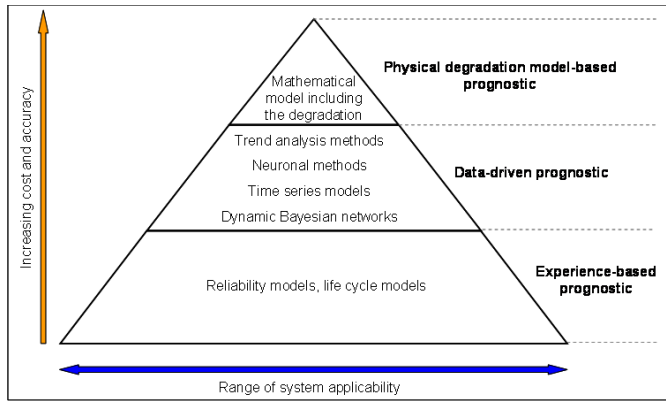 Physical degradation model-based
prognostic
Mathematical
model including
the degradation
Trend analysis methods
Neuronal methods
Time series models
Dynamic Bayesian networks
Data-driven prognostic
Reliability models, life cycle models
Experience-based
prognostic
Increasing cost and accuracy
Range of system applicability